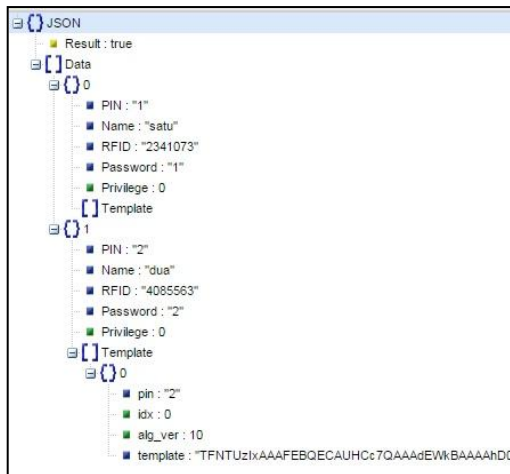 {} JSON
Result : true
[ ] Data
{} 0
PIN : "1"
Name : "satu"
RFID : "2341073"
Password : "1"
Privilege : 0
[ ] Template
{} 1
PIN : "2"
Name : "dua"
RFID : "4085563"
Password : "2"
Privilege : 0
[ ] Template
{} 0
pin : "2"
idx : 0
alg_ver : 10
template : "TFNTUzIxAAAFEBQECAUHCc7QAAAdEWkBAAAAhD0